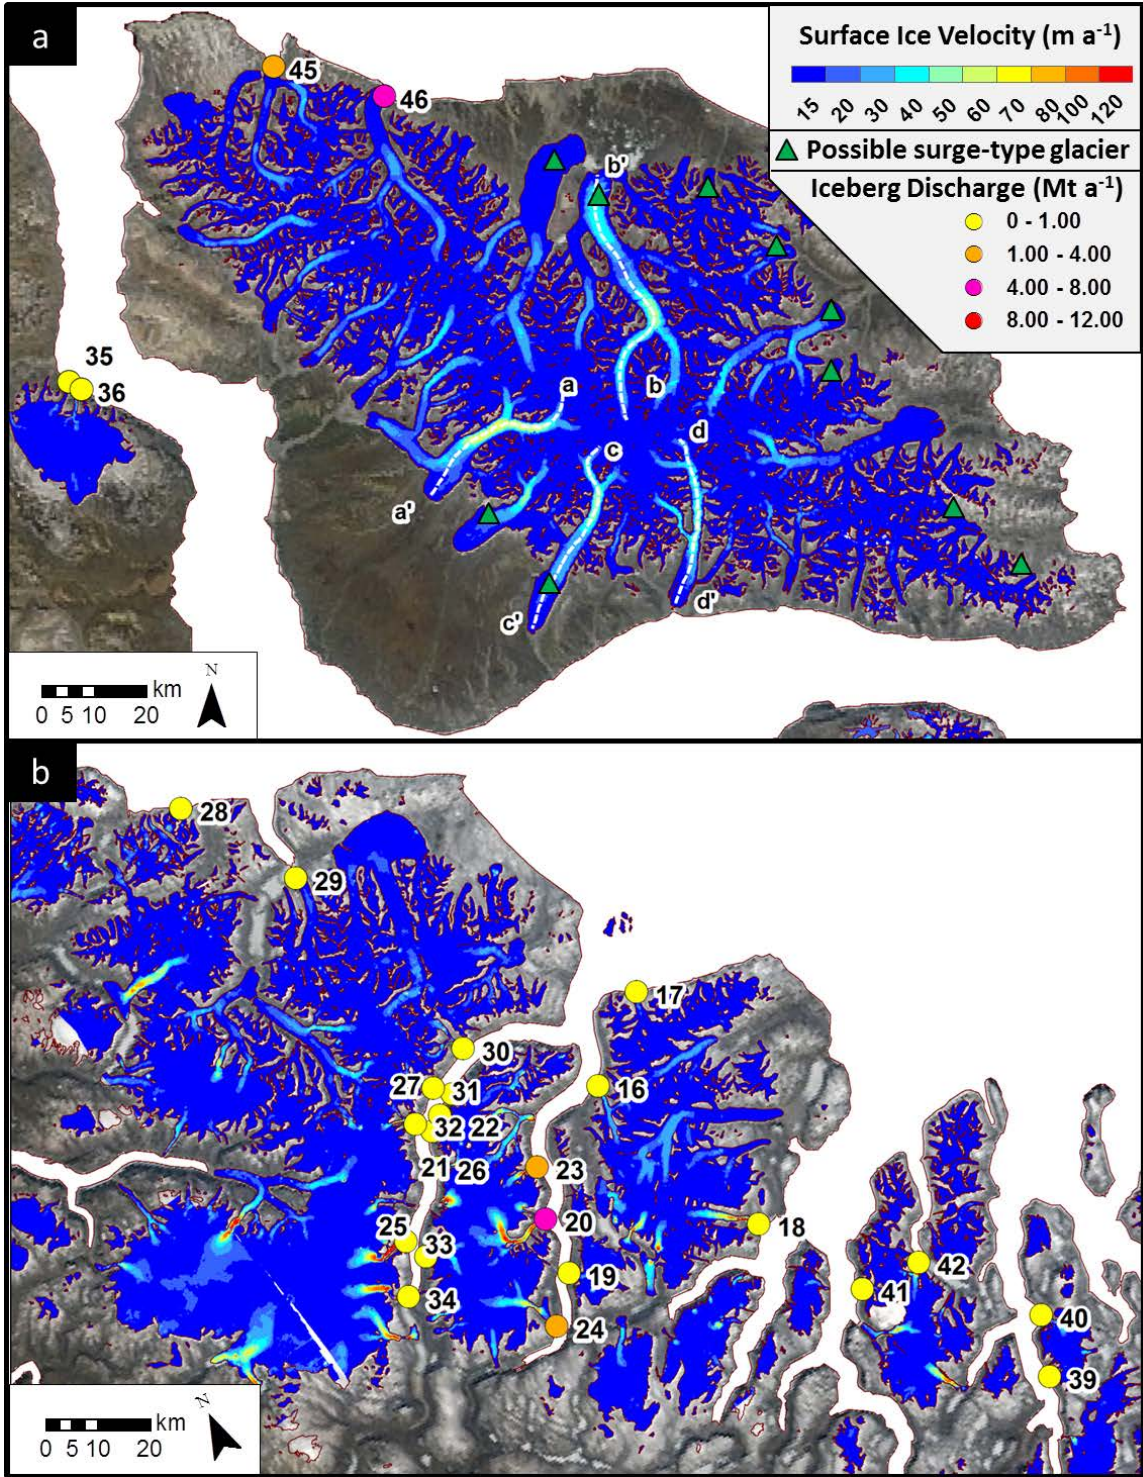 a
Surface Ice Velocity (m a-1)
15 20 30 40 50 60 70 80 100 120
Possible surge-type glacier
Iceberg Discharge (Mt a-1)
0 - 1.00
1.00 - 4.00
4.00 - 8.00
8.00 - 12.00
45
46
b'
35
36
a
b
c
d
a'
c'
d'
km
0 5 10 20
N
b
28
29
17
30
27
31
16
32
22
21
26
23
25
20
18
33
19
42
41
34
24
40
39
km
0 5 10 20
N